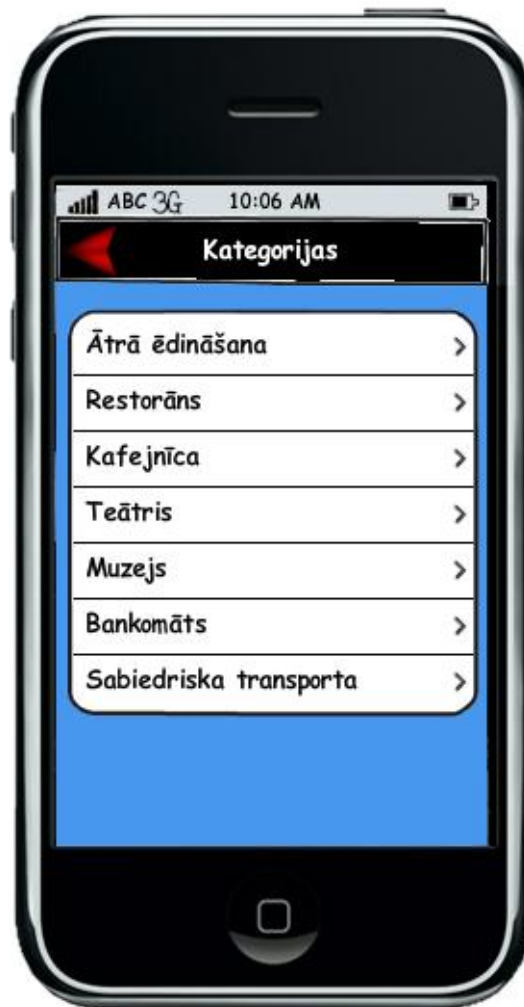 ABC 3G 10:06 AM
Kategorijas
Ātrā ēdināšana
Restorāns
Kafejnīca
Teātris
Muzejs
Bankomāts
Sabiedriska transporta